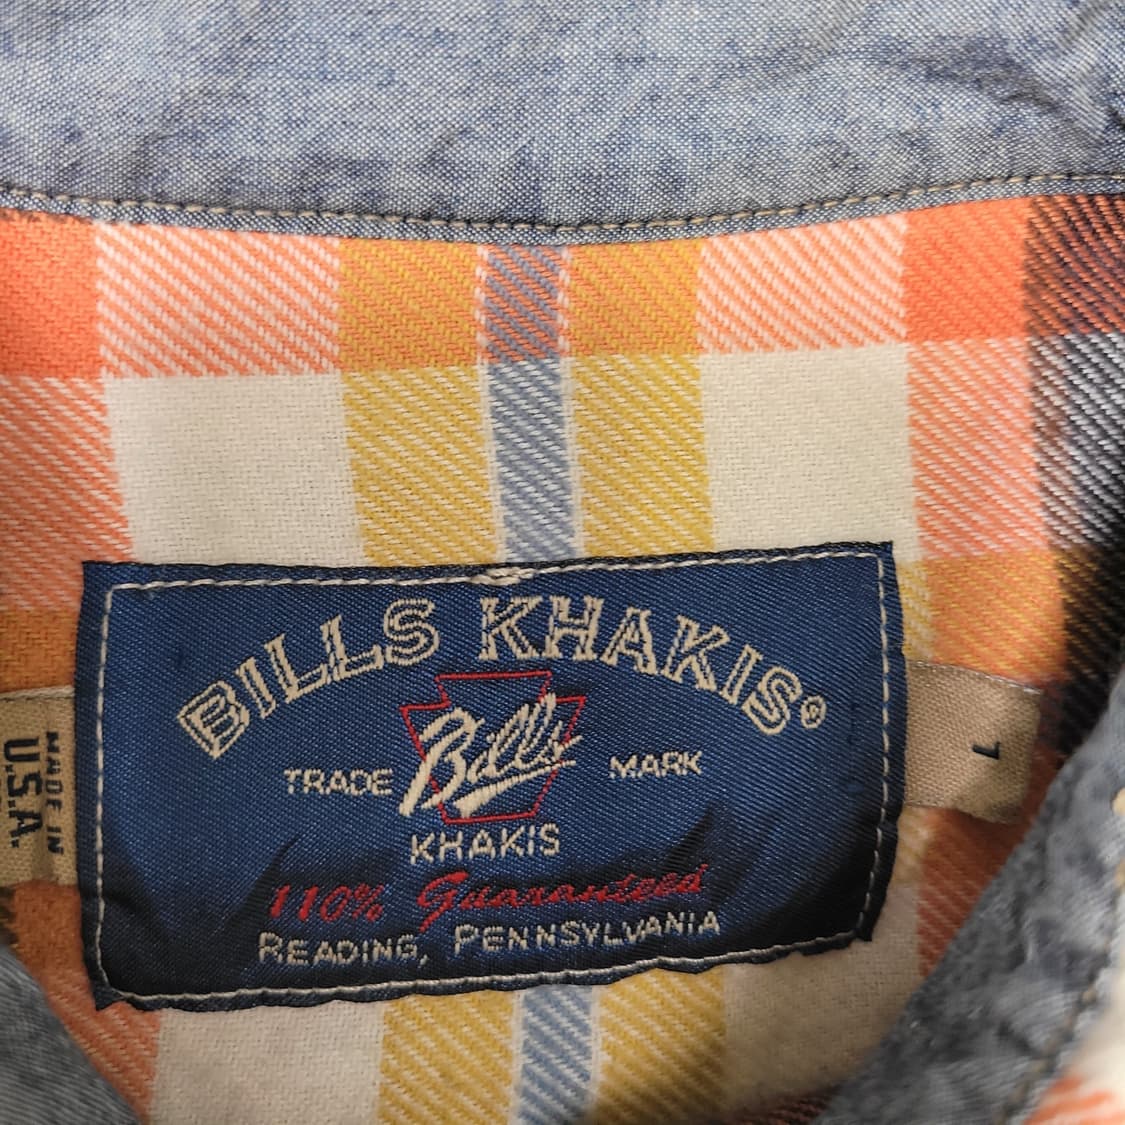 BILLS KHAKIS®
Bills
TRADE MARK
KHAKIS
110% Guaranteed
READING, PENNSYLVANIA
MADE IN
U.S.A.
L